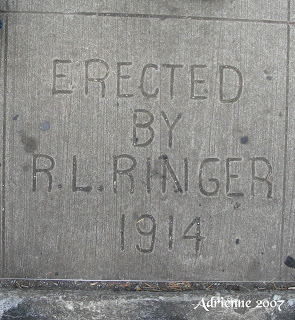 ERECTED
BY
R.L.RINGER
1914
Adrienne 2007